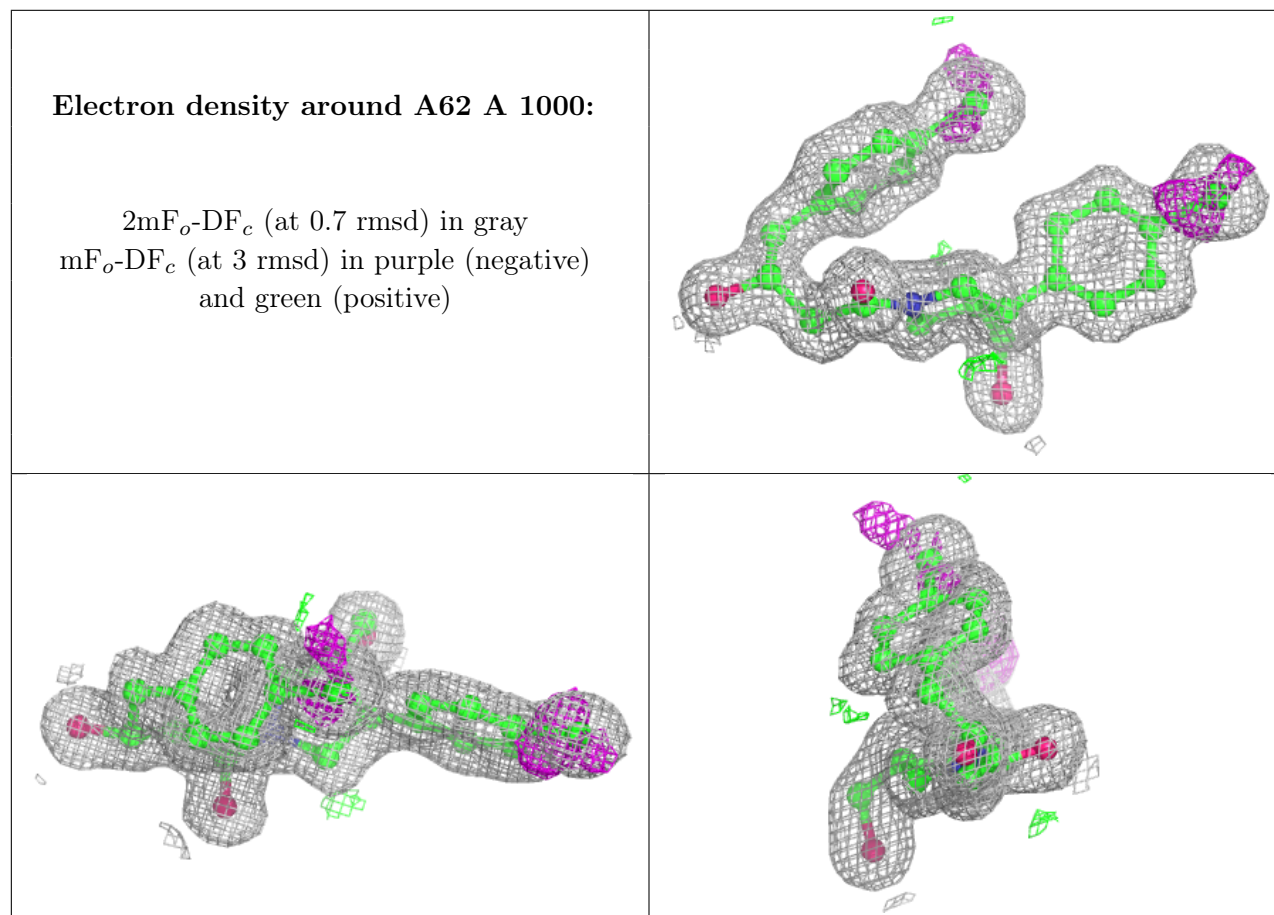 Electron density around A62 A 1000:
2mFo-DFc (at 0.7 rmsd) in gray
mFo-DFc (at 3 rmsd) in purple (negative)
and green (positive)